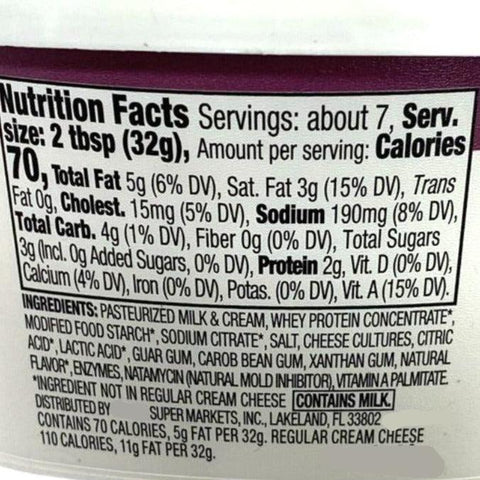 Nutrition Facts Servings: about 7, Serv.
size: 2 tbsp (32g), Amount per serving: Calories
70, Total Fat 5g (6% DV), Sat. Fat 3g (15% DV), Trans
Fat 0g, Cholest. 15mg (5% DV), Sodium 190mg (8% DV),
Total Carb. 4g (1% DV), Fiber 0g (0% DV), Total Sugars
3g (Incl. 0g Added Sugars, 0% DV), Protein 2g, Vit. D (0% DV),
Calcium (4% DV), Iron (0% DV), Potas. (0% DV), Vit. A (15% DV).
INGREDIENTS: PASTEURIZED MILK & CREAM, WHEY PROTEIN CONCENTRATE*,
MODIFIED FOOD STARCH*, SODIUM CITRATE*, SALT, CHEESE CULTURES, CITRIC
ACID*, LACTIC ACID*, GUAR GUM, CAROB BEAN GUM, XANTHAN GUM, NATURAL
FLAVOR*, ENZYMES, NATAMYCIN (NATURAL MOLD INHIBITOR), VITAMIN A PALMITATE.
*INGREDIENT NOT IN REGULAR CREAM CHEESE CONTAINS MILK.
DISTRIBUTED BY SUPER MARKETS, INC., LAKELAND, FL 33802
CONTAINS 70 CALORIES, 5g FAT PER 32g. REGULAR CREAM CHEESE
110 CALORIES, 11g FAT PER 32g.